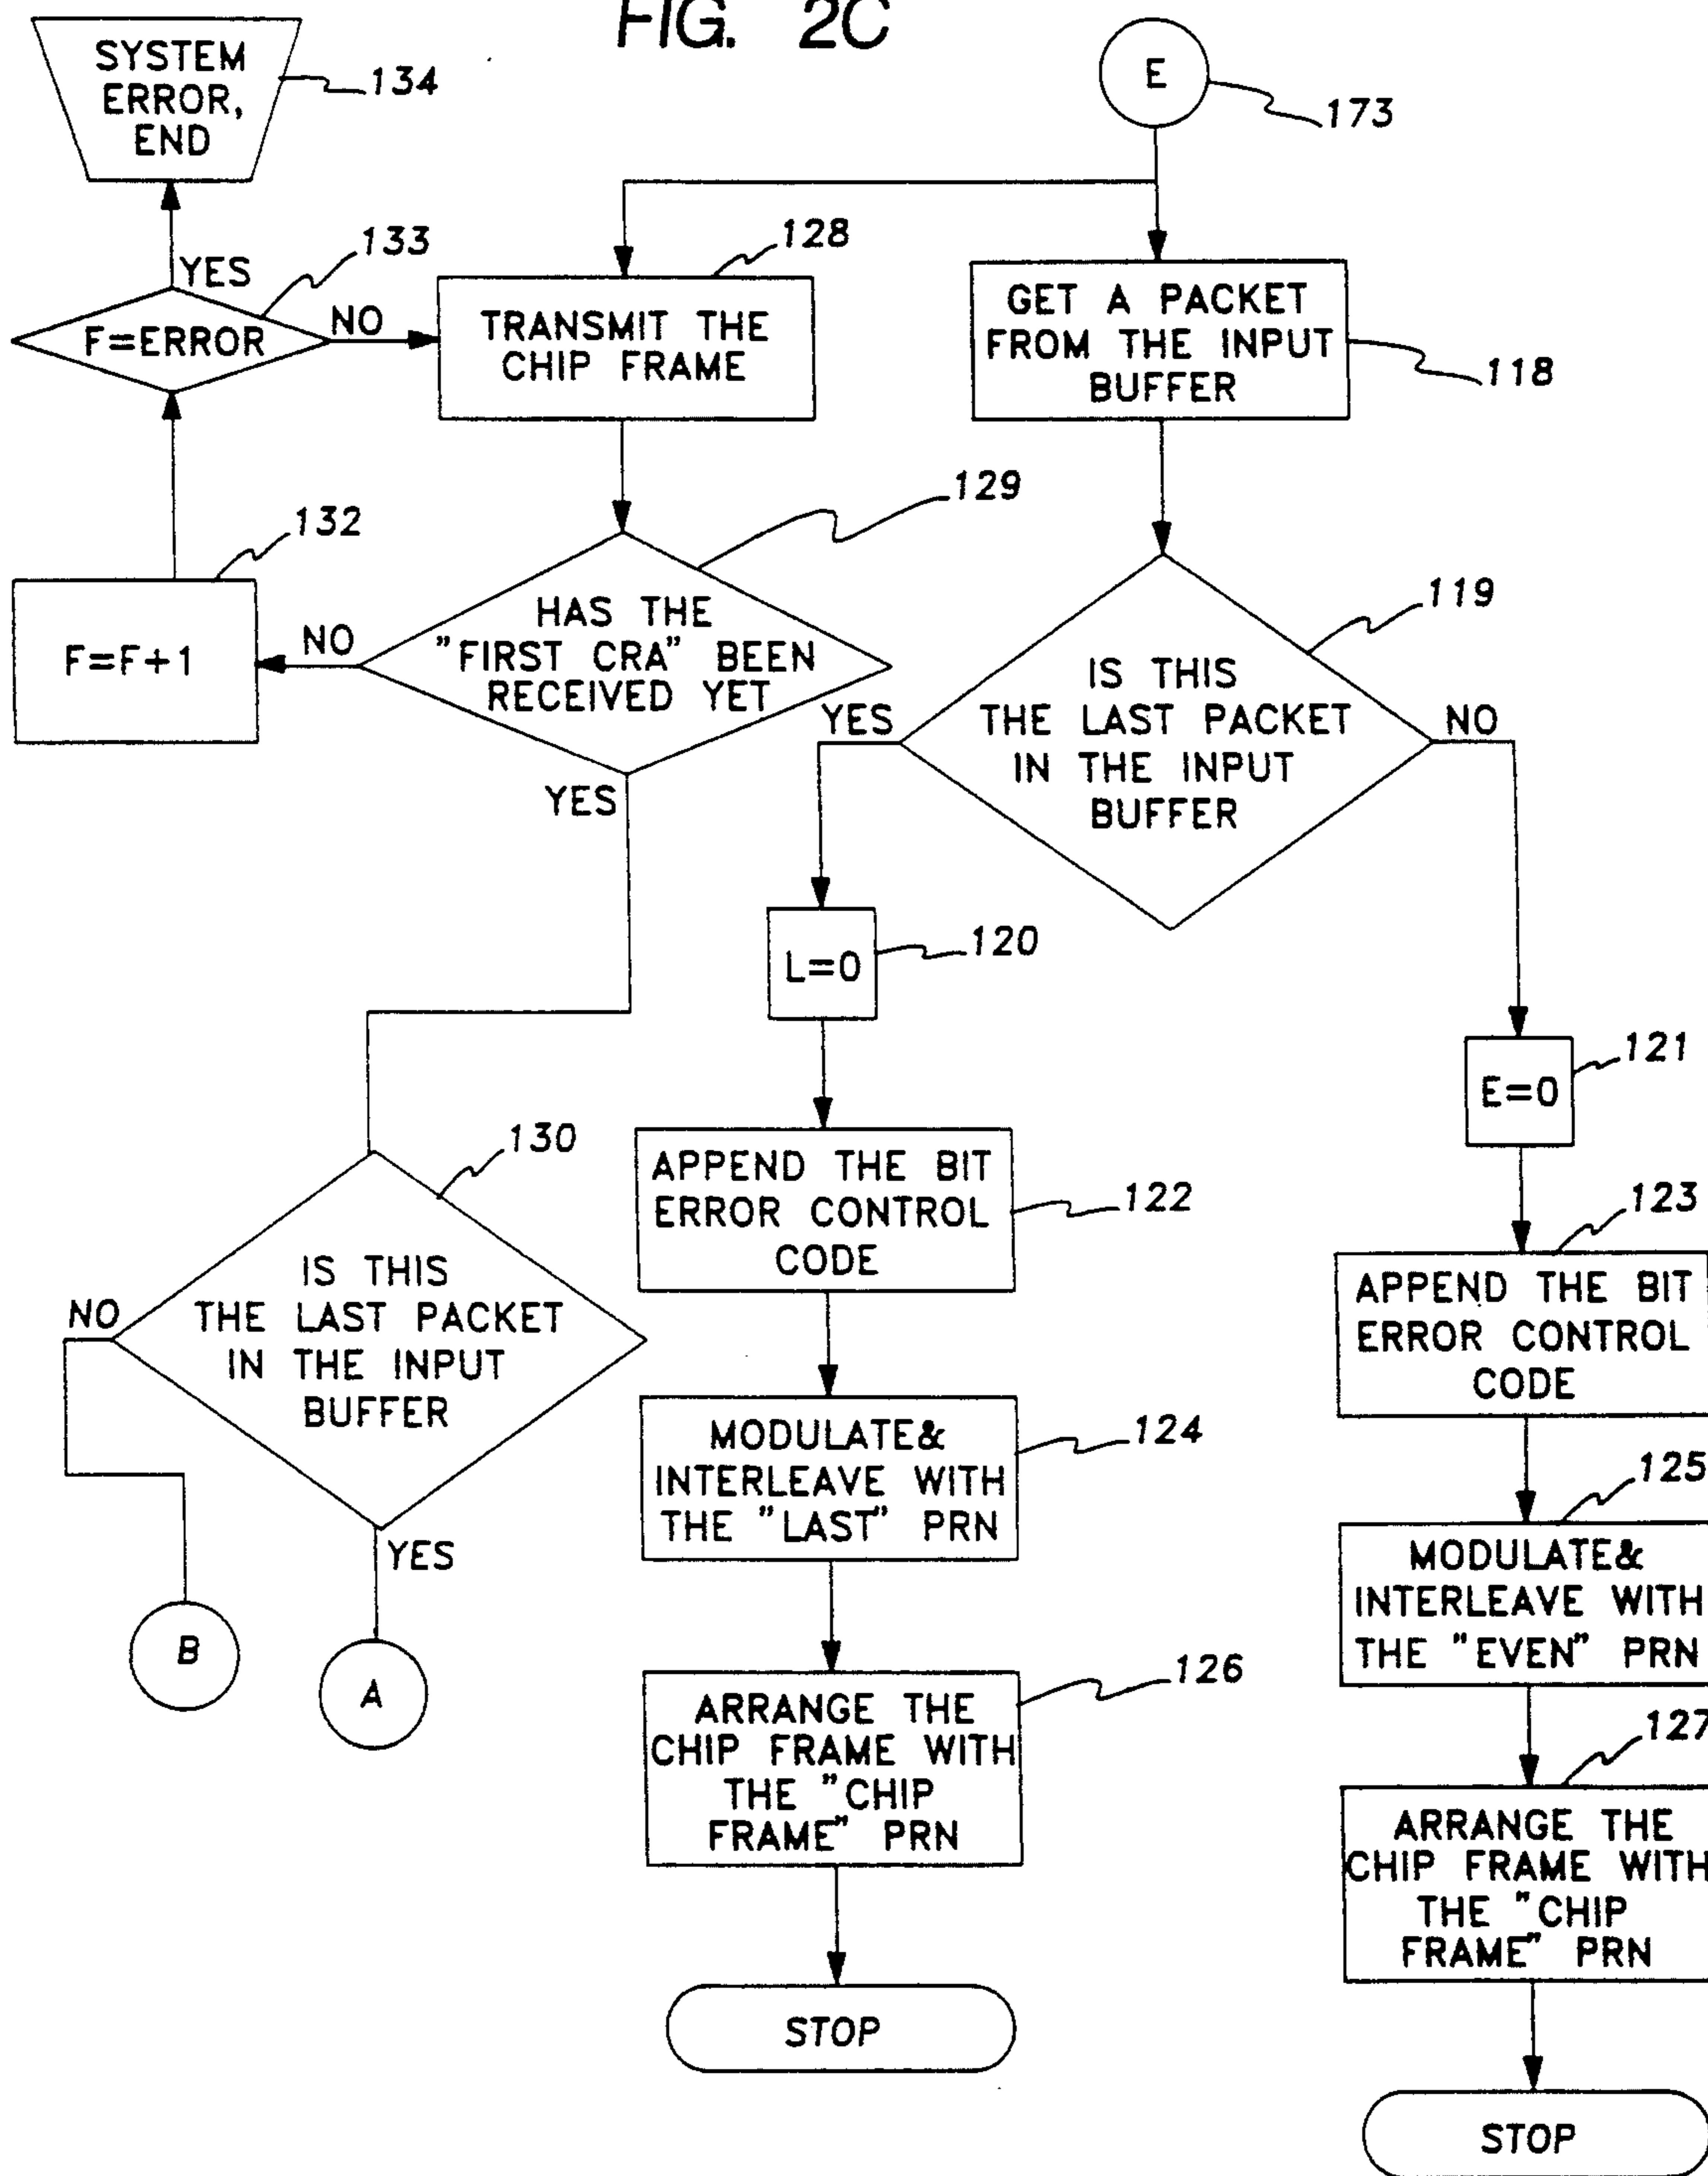 FIG. 2C
SYSTEM
ERROR,
END
134
E
173
133
YES
F=ERROR
NO
128
TRANSMIT THE
CHIP FRAME
GET A PACKET
FROM THE INPUT
BUFFER
118
132
F=F+1
NO
129
HAS THE
"FIRST CRA" BEEN
RECEIVED YET
YES
119
IS THIS
THE LAST PACKET
IN THE INPUT
BUFFER
YES
NO
L=0
120
E=0
121
130
IS THIS
THE LAST PACKET
IN THE INPUT
BUFFER
NO
YES
B
A
APPEND THE BIT
ERROR CONTROL
CODE
122
123
APPEND THE BIT
ERROR CONTROL
CODE
MODULATE&
INTERLEAVE WITH
THE "LAST" PRN
124
125
MODULATE&
INTERLEAVE WITH
THE "EVEN" PRN
126
ARRANGE THE
CHIP FRAME WITH
THE "CHIP
FRAME" PRN
127
ARRANGE THE
CHIP FRAME WITH
THE "CHIP
FRAME" PRN
STOP
STOP